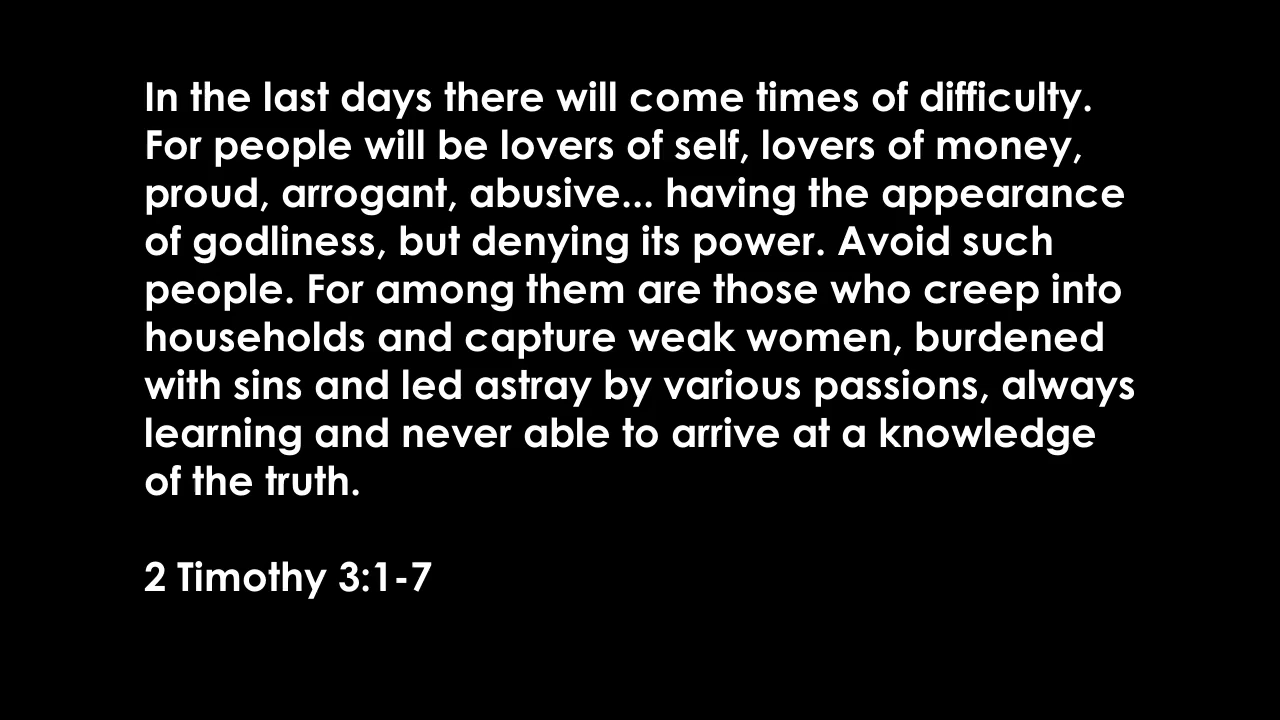 In the last days there will come times of difficulty.
For people will be lovers of self, lovers of money,
proud, arrogant, abusive... having the appearance
of godliness, but denying its power. Avoid such
people. For among them are those who creep into
households and capture weak women, burdened
with sins and led astray by various passions, always
learning and never able to arrive at a knowledge
of the truth.
2 Timothy 3:1-7